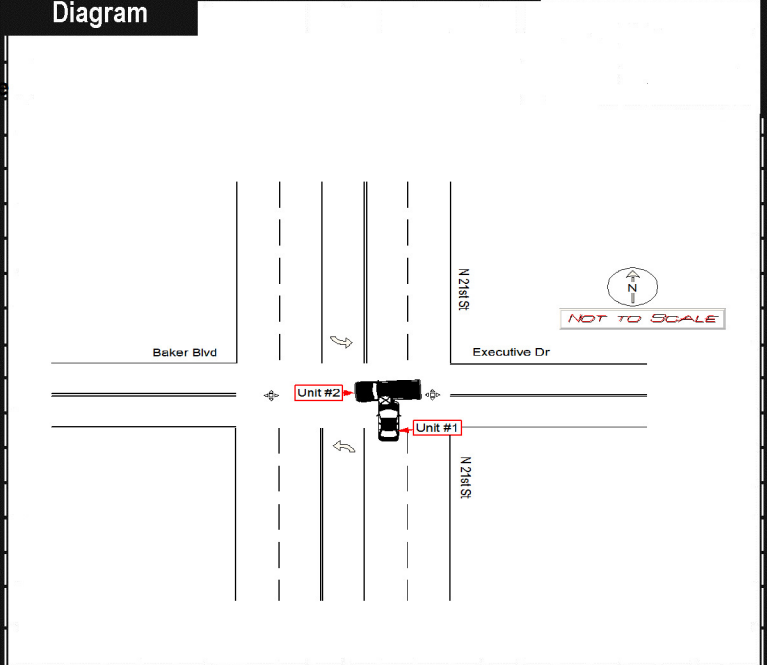 Diagram
N 21st St
N
NOT TO SCALE
Baker Blvd
Executive Dr
Unit #2
Unit #1
N 21st St